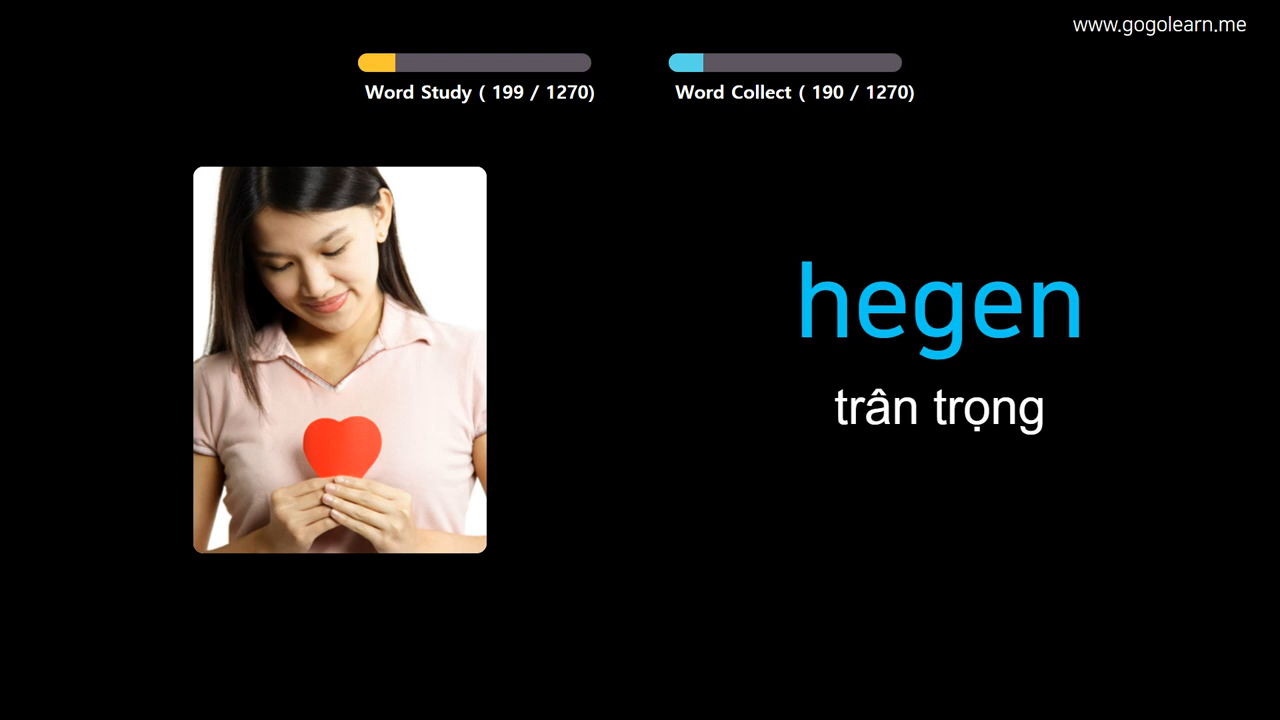 www.gogolearn.me
Word Study ( 199 / 1270)
Word Collect ( 190 / 1270)
hegen
trân trọng